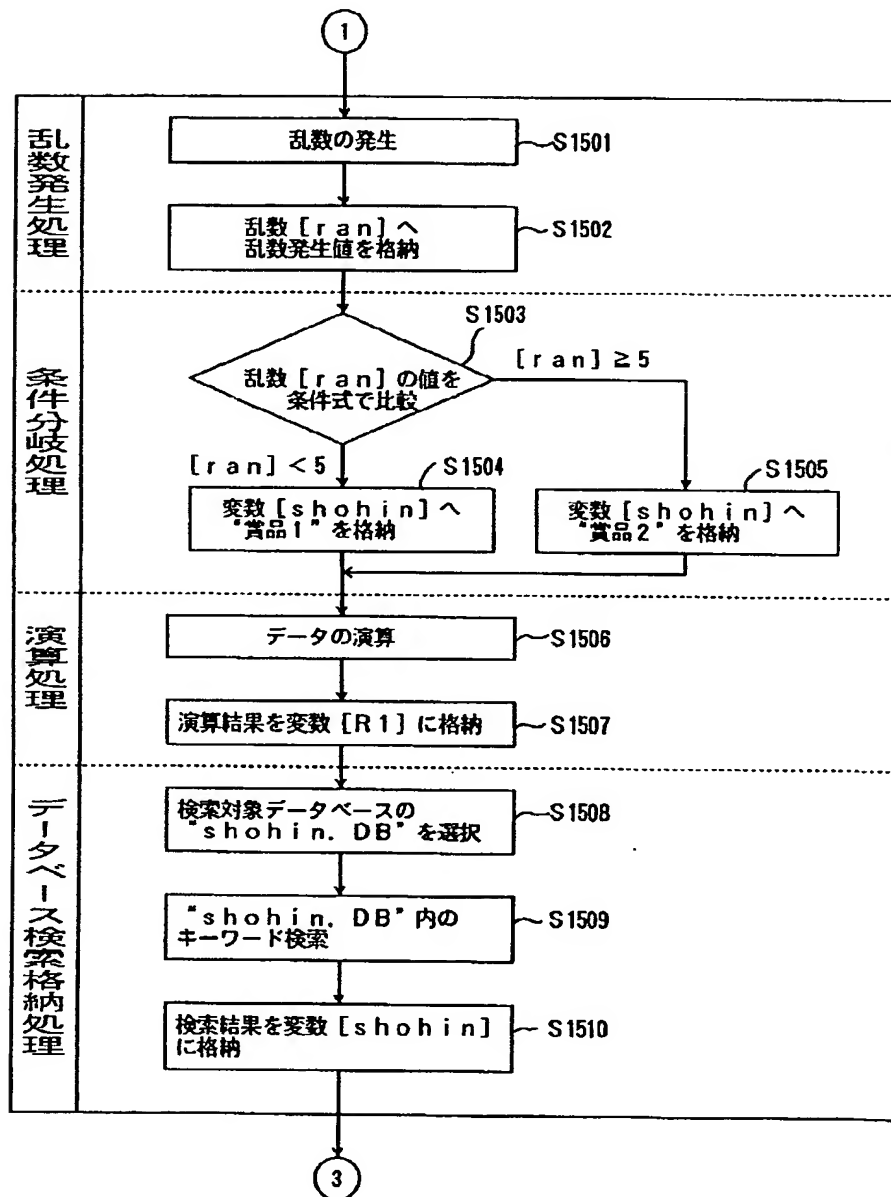 1
乱数発生処理
乱数の発生
S1501
乱数［ran］へ
乱数発生値を格納
S1502
条件分岐処理
S1503
乱数［ran］の値を
条件式で比較
［ran］≥5
［ran］<5
S1504
変数［shohin］へ
“賞品1”を格納
S1505
変数［shohin］へ
“賞品2”を格納
演算処理
データの演算
S1506
演算結果を変数［R1］に格納
S1507
データベース検索格納処理
検索対象データベースの
“shohin．DB”を選択
S1508
“shohin．DB”内の
キーワード検索
S1509
検索結果を変数［shohin］
に格納
S1510
3